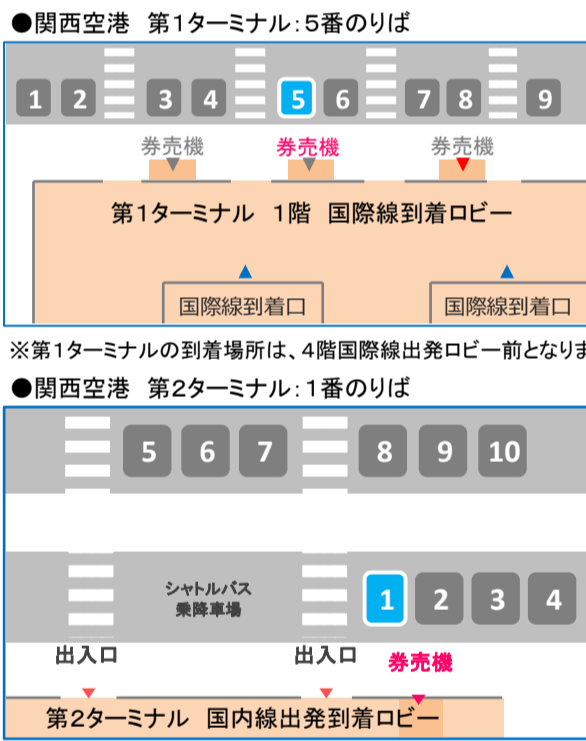 ●関西空港 第1ターミナル:5番のりば
1 2 3 4 5 6 7 8 9
券売機 券売機 券売機
第1ターミナル 1階 国際線到着ロビー
国際線到着口 国際線到着口
※第1ターミナルの到着場所は、4階国際線出発ロビー前となりま
●関西空港 第2ターミナル:1番のりば
5 6 7 8 9 10
シャトルバス
乗降車場
1 2 3 4
出入口 出入口 券売機
第2ターミナル 国内線出発到着ロビー